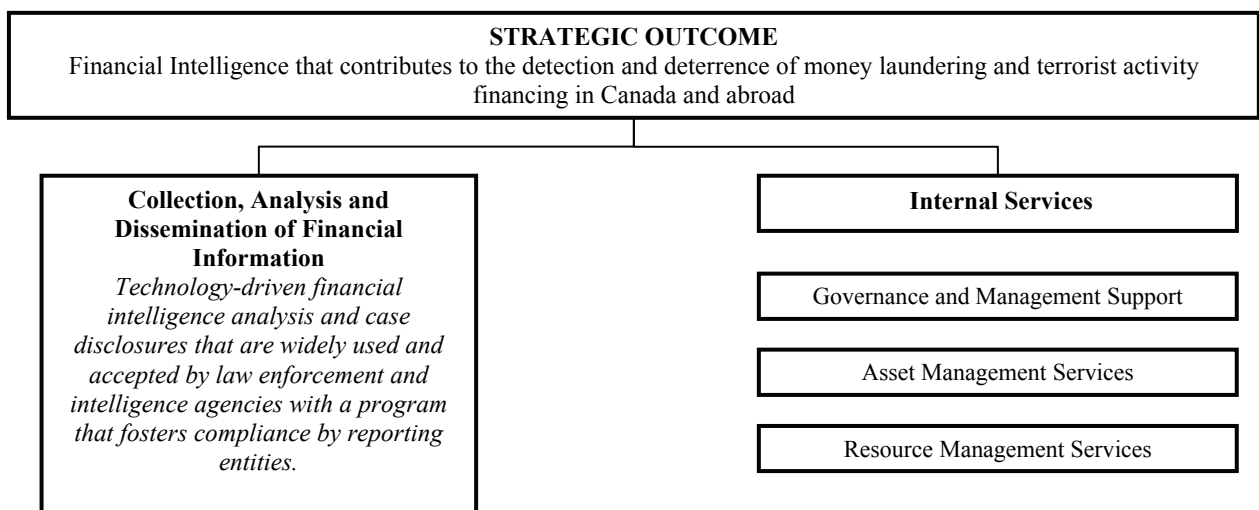 STRATEGIC OUTCOME
Financial Intelligence that contributes to the detection and deterrence of money laundering and terrorist activity
financing in Canada and abroad
Collection, Analysis and
Dissemination of Financial
Information
Technology-driven financial
intelligence analysis and case
disclosures that are widely used and
accepted by law enforcement and
intelligence agencies with a program
that fosters compliance by reporting
entities.
Internal Services
Governance and Management Support
Asset Management Services
Resource Management Services